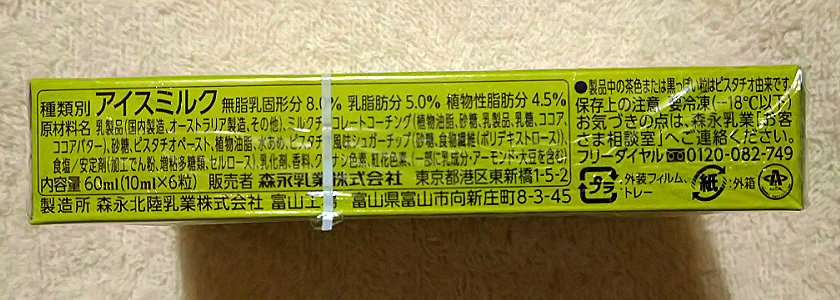 種類別 アイスミルク 無脂乳固形分 8.0% 乳脂肪分 5.0% 植物性脂肪分 4.5%
原材料名 乳製品(国内製造、オーストラリア製造、その他)、ミルクチョコレートコーチング(植物油脂、砂糖、乳製品、乳糖、ココア、
ココアバター)、砂糖、ピスタチオペースト、植物油脂、水あめ、ピスタチオ風味シュガーチップ(砂糖、食物繊維(ポリデキストロース))、
食塩/安定剤(加工でん粉、増粘多糖類、セルロース)、乳化剤、香料、クチナシ色素、紅花色素、(一部に乳成分・アーモンド・大豆を含む)
内容量 60ml(10ml×6粒) 販売者 森永乳業株式会社 東京都港区東新橋1-5-2
製造所 森永北陸乳業株式会社 富山工場 富山県富山市向新庄町8-3-45
●製品中の茶色または黒っぽい粒はピスタチオ由来です
保存上の注意 要冷凍(-18℃以下)
お気づきの点は、森永乳業「お客
さま相談室」へご連絡ください。
フリーダイヤル 0120-082-749
プラ :外装フィルム、
トレー
紙 :外箱